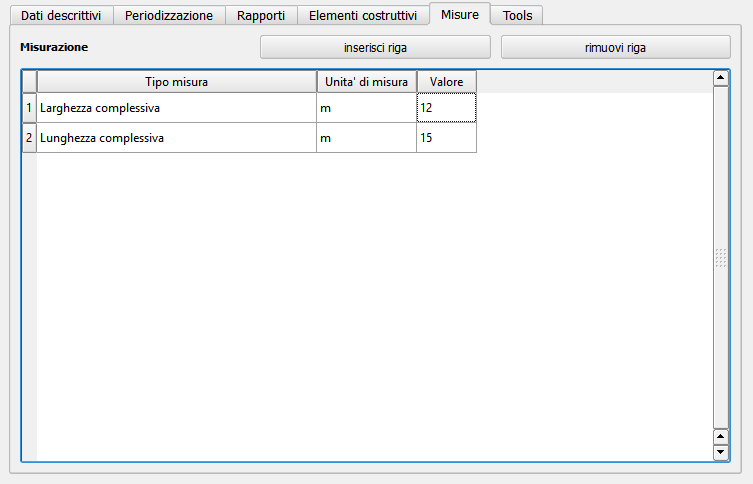 Dati descrittivi Periodizzazione Rapporti Elementi costruttivi Misure Tools
Misurazione inserisci riga rimuovi riga
Tipo misura Unita' di misura Valore
1 Larghezza complessiva m 12
2 Lunghezza complessiva m 15